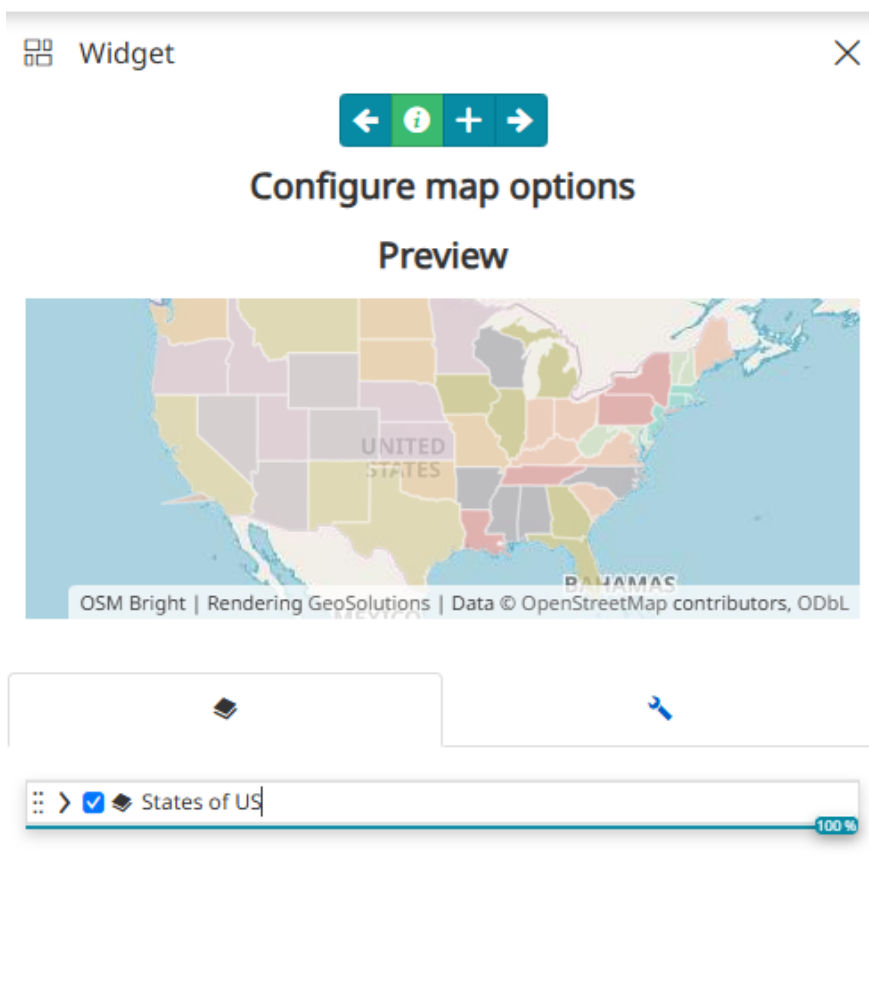 Widget
Configure map options
Preview
UNITED
STATES
BAHAMAS
MEXICO
OSM Bright | Rendering GeoSolutions | Data © OpenStreetMap contributors, ODbL
States of US
100 %